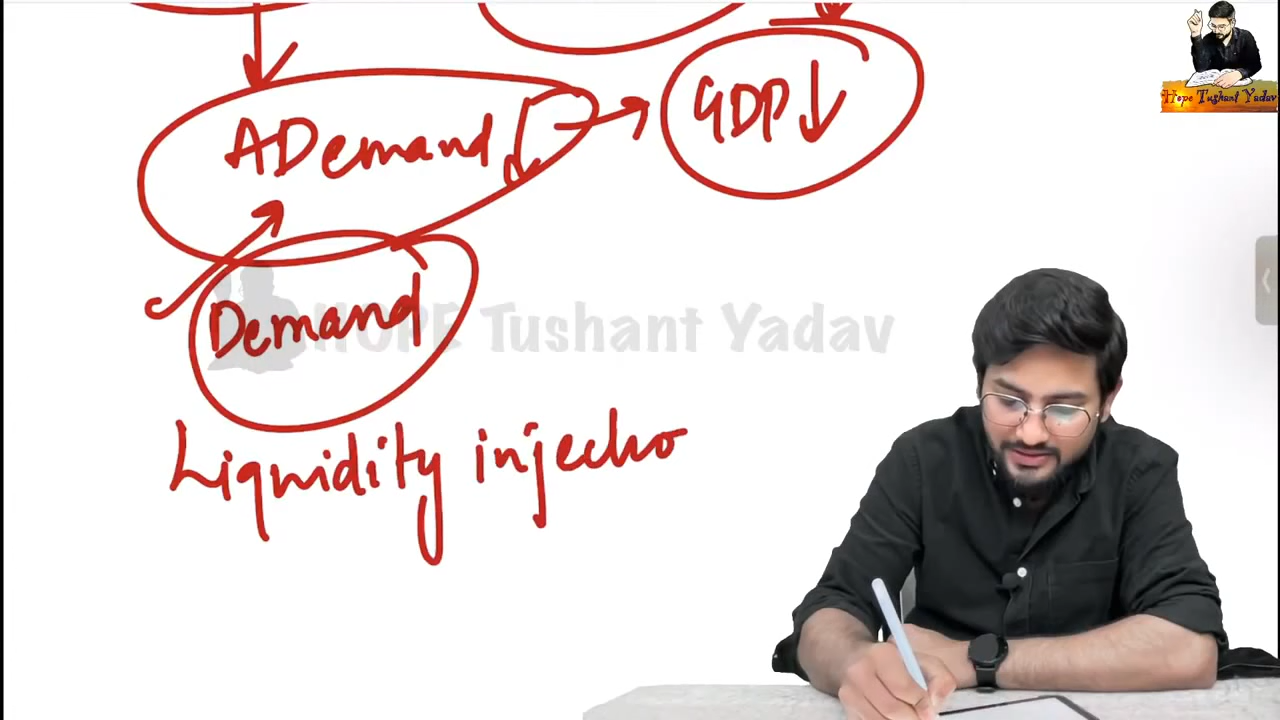 Hope Tushant Yadav
ADemand ↓ → GDP ↓
Demand
HOPE Tushant Yadav
Liquidity injectio